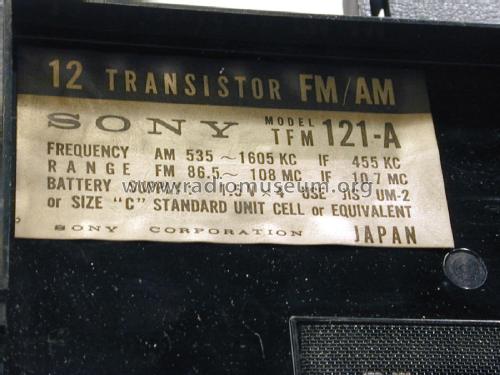 12 TRANSISTOR FM/AM
SONY MODEL TFM 121-A
FREQUENCY AM 535~1605 KC IF 455 KC
RANGE FM 86.5~108 MC IF 10.7 MC
BATTERY USE JIS UM-2
or SIZE "C" STANDARD UNIT CELL or EQUIVALENT
SONY CORPORATION JAPAN
www.radiomuseum.org